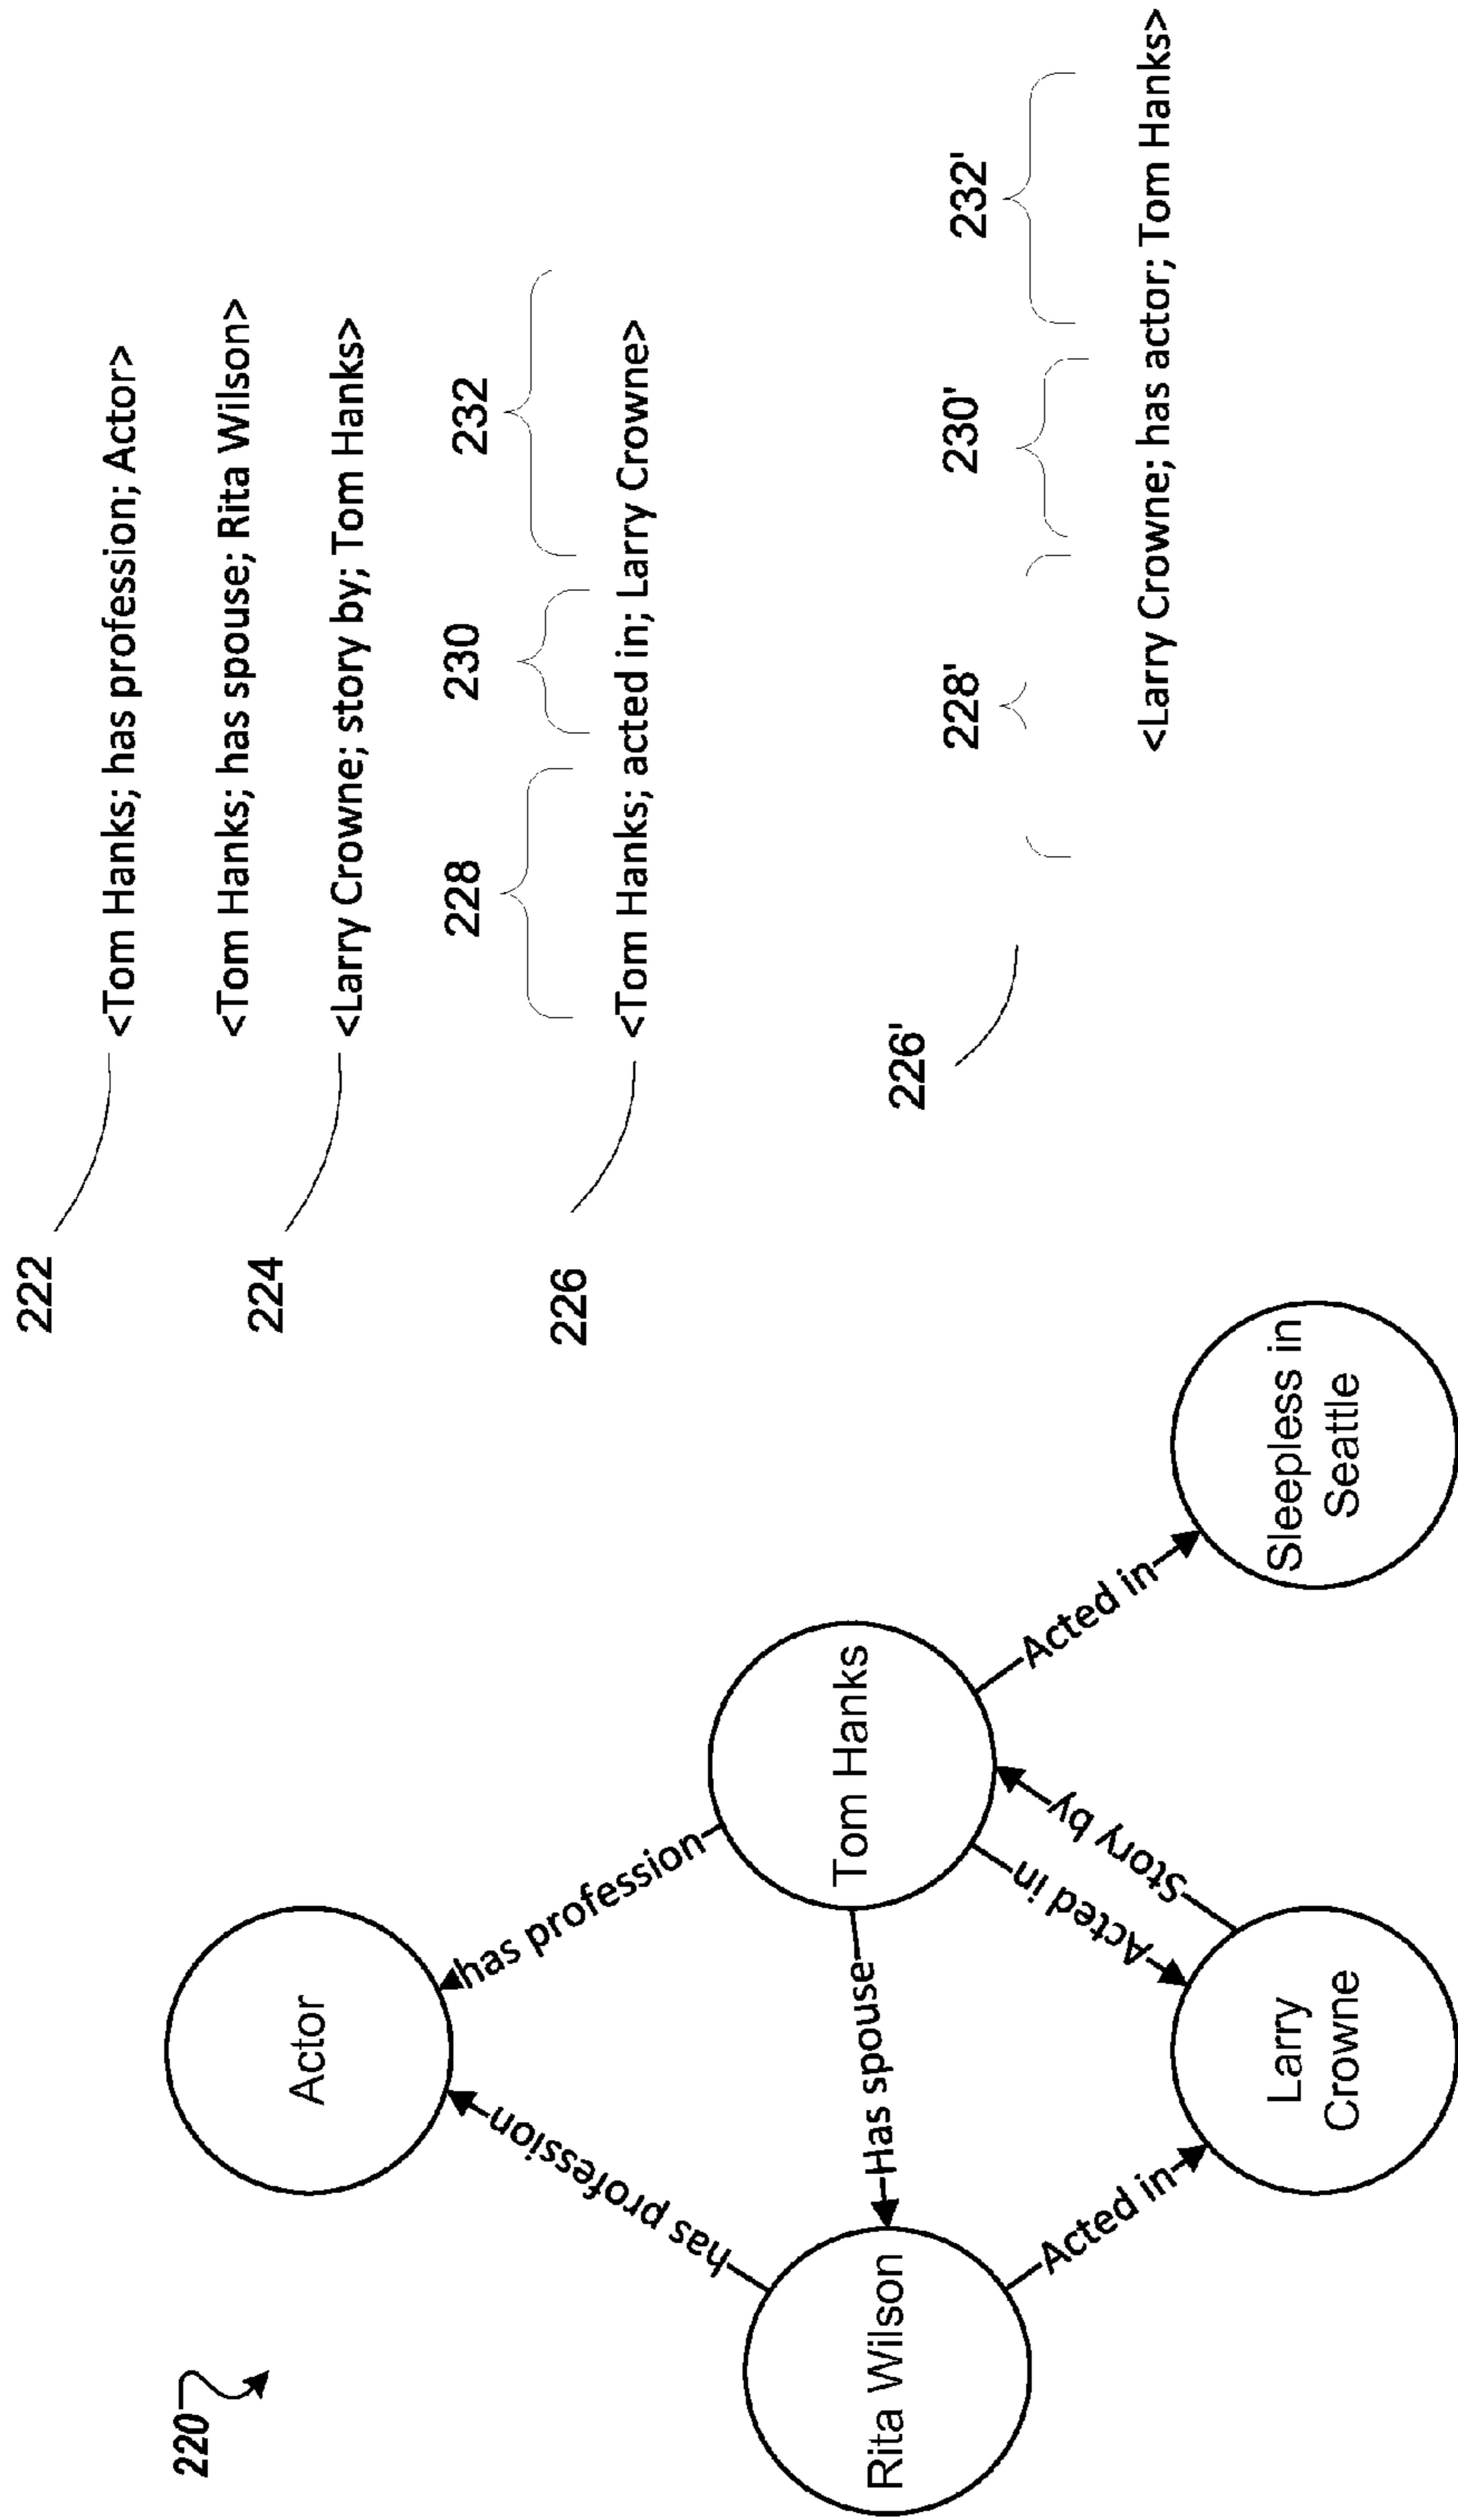 220
Actor
has profession
has profession
Rita Wilson
Has spouse
Tom Hanks
Acted in
Acted in
Story by
Acted in
Larry
Crowne
Sleepless in
Seattle
222
<Tom Hanks; has profession; Actor>
<Tom Hanks; has spouse; Rita Wilson>
224
<Larry Crowne; story by; Tom Hanks>
228
230
232
226
<Tom Hanks; acted in; Larry Crowne>
226'
228'
230'
232'
<Larry Crowne; has actor; Tom Hanks>